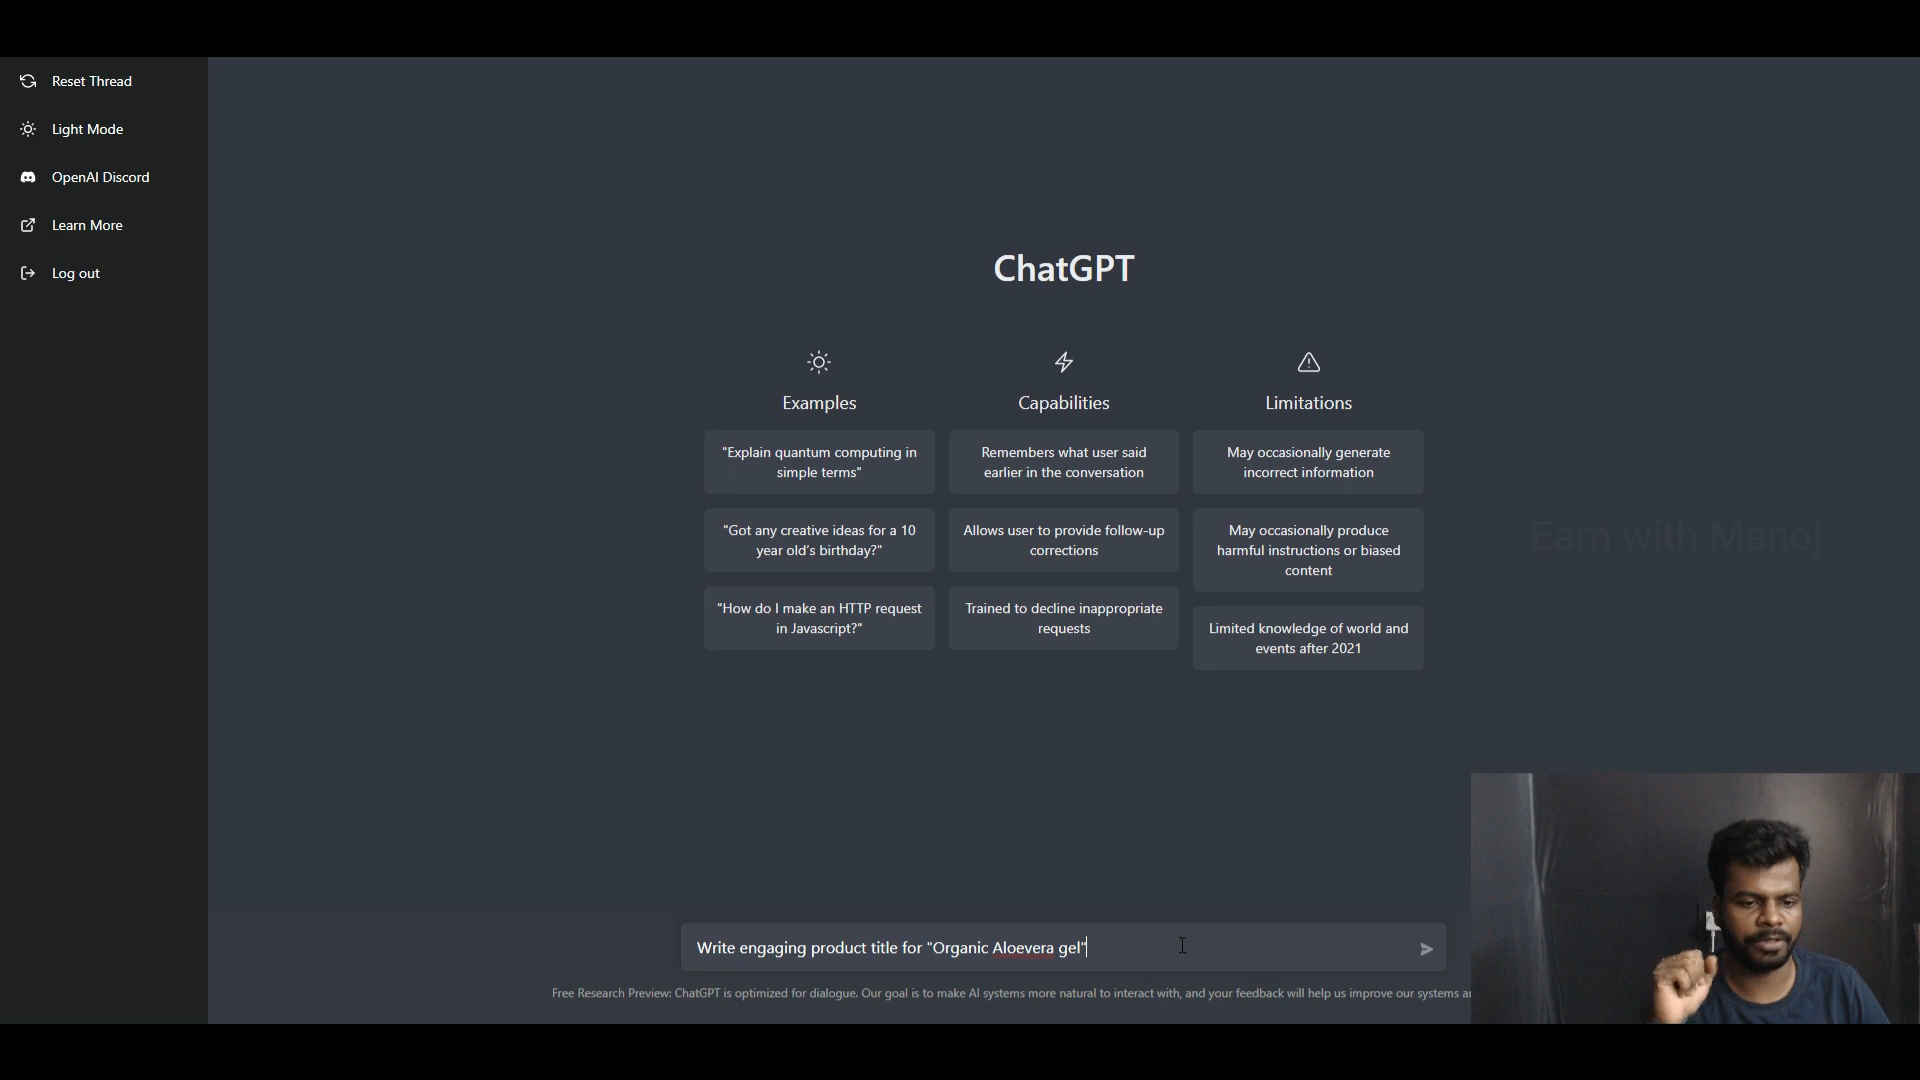 Reset Thread
Light Mode
OpenAI Discord
Learn More
Log out
ChatGPT
Examples
"Explain quantum computing in
simple terms"
"Got any creative ideas for a 10
year old's birthday?"
"How do I make an HTTP request
in Javascript?"
Capabilities
Remembers what user said
earlier in the conversation
Allows user to provide follow-up
corrections
Trained to decline inappropriate
requests
Limitations
May occasionally generate
incorrect information
May occasionally produce
harmful instructions or biased
content
Limited knowledge of world and
events after 2021
Earn with Manoj
Write engaging product title for "Organic Aloevera gel"
Free Research Preview: ChatGPT is optimized for dialogue. Our goal is to make AI systems more natural to interact with, and your feedback will help us improve our systems